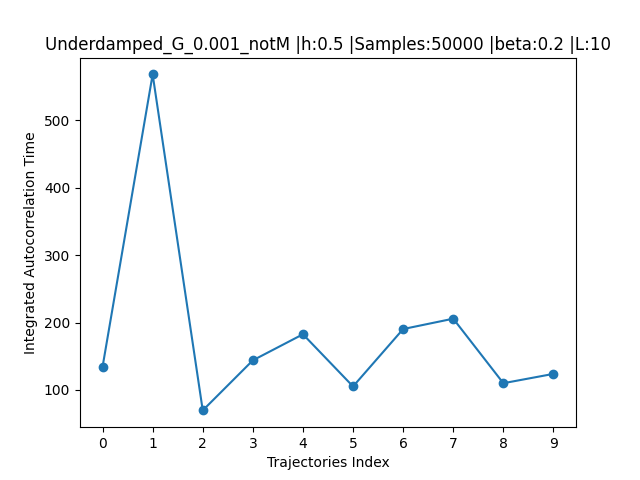 Underdamped_G_0.001_notM |h:0.5 |Samples:50000 |beta:0.2 |L:10
500
400
300
200
100
Integrated Autocorrelation Time
0 1 2 3 4 5 6 7 8 9
Trajectories Index